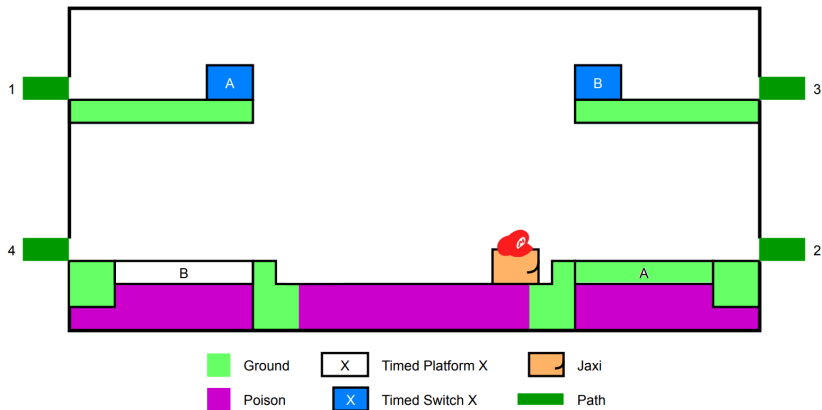 A
B
1
3
4
2
B
A
Ground
X
Timed Platform X
Jaxi
Poison
X
Timed Switch X
Path